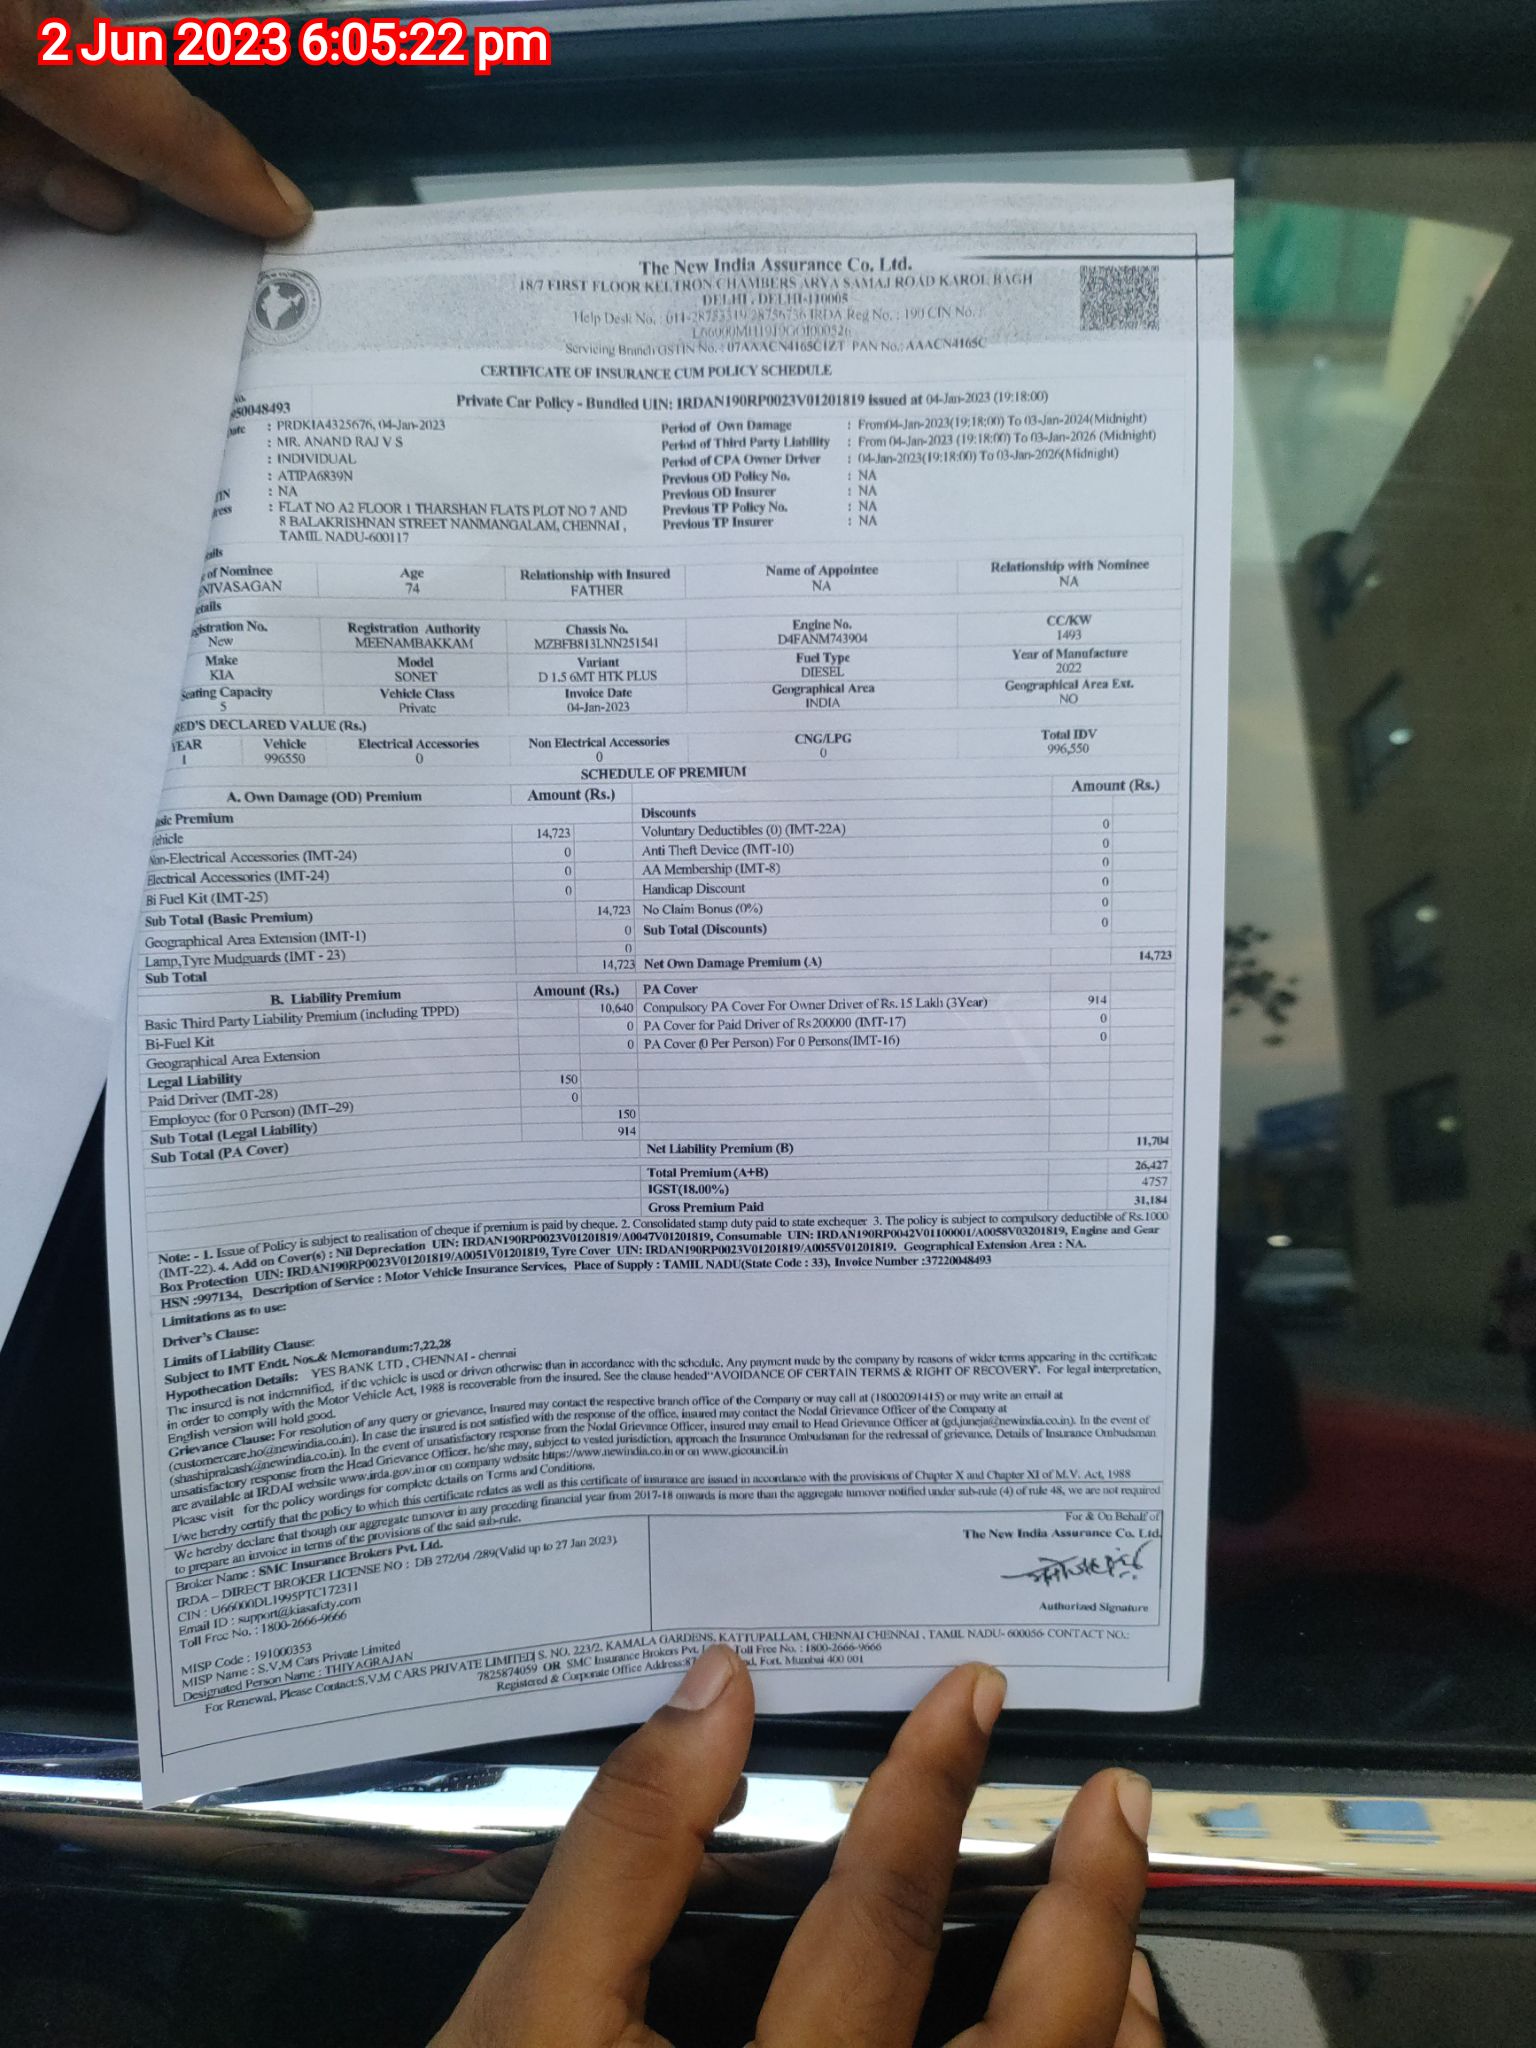 2 Jun 2023 6:05:22 pm
The New India Assurance Co. Ltd.
18/7 FIRST FLOOR KELTRON CHAMBERS ARYA SAMAJ ROAD KAROL BAGH
DELHI , DELHI-110005
Help Desk No. : 011-28753319/28756736 IRDA Reg No. : 190 CIN No. :
L66000MH1919GOI000526
Servicing Branch GSTIN No. : 07AAACN4165C1ZT PAN No.: AAACN4165C
CERTIFICATE OF INSURANCE CUM POLICY SCHEDULE
Private Car Policy - Bundled UIN: IRDAN190RP0023V01201819 issued at 04-Jan-2023 (19:18:00)
No.
950048493
: PRDKIA4325676, 04-Jan-2023
: MR. ANAND RAJ V S
: INDIVIDUAL
: ATIPA6839N
: NA
: FLAT NO A2 FLOOR 1 THARSHAN FLATS PLOT NO 7 AND
8 BALAKRISHNAN STREET NANMANGALAM, CHENNAI ,
TAMIL NADU-600117
Period of Own Damage : From04-Jan-2023(19:18:00) To 03-Jan-2024(Midnight)
Period of Third Party Liability : From 04-Jan-2023 (19:18:00) To 03-Jan-2026 (Midnight)
Period of CPA Owner Driver : 04-Jan-2023(19:18:00) To 03-Jan-2026(Midnight)
Previous OD Policy No. : NA
Previous OD Insurer : NA
Previous TP Policy No. : NA
Previous TP Insurer : NA
of Nominee Age Relationship with Insured Name of Appointee Relationship with Nominee
NIVASAGAN 74 FATHER NA NA
gistration No. Registration Authority Chassis No. Engine No. CC/KW
New MEENAMBAKKAM MZBFB813LNN251541 D4FANM743904 1493
Make Model Variant Fuel Type Year of Manufacture
KIA SONET D 1.5 6MT HTK PLUS DIESEL 2022
Seating Capacity Vehicle Class Invoice Date Geographical Area Geographical Area Ext.
5 Private 04-Jan-2023 INDIA NO
RED'S DECLARED VALUE (Rs.)
YEAR Vehicle Electrical Accessories Non Electrical Accessories CNG/LPG Total IDV
1 996550 0 0 0 996,550
SCHEDULE OF PREMIUM
A. Own Damage (OD) Premium Amount (Rs.) Amount (Rs.)
sic Premium Discounts
ehicle 14,723 Voluntary Deductibles (0) (IMT-22A) 0
Non-Electrical Accessories (IMT-24) 0 Anti Theft Device (IMT-10) 0
Electrical Accessories (IMT-24) 0 AA Membership (IMT-8) 0
Bi Fuel Kit (IMT-25) 0 Handicap Discount 0
Sub Total (Basic Premium) 14,723 No Claim Bonus (0%) 0
Geographical Area Extension (IMT-1) 0 Sub Total (Discounts) 0
Lamp,Tyre Mudguards (IMT - 23) 0
Sub Total 14,723 Net Own Damage Premium (A) 14,723
B. Liability Premium Amount (Rs.) PA Cover
Basic Third Party Liability Premium (including TPPD) 10,640 Compulsory PA Cover For Owner Driver of Rs. 15 Lakh (3Year) 914
Bi-Fuel Kit 0 PA Cover for Paid Driver of Rs200000 (IMT-17) 0
Geographical Area Extension 0 PA Cover (0 Per Person) For 0 Persons(IMT-16) 0
Legal Liability
Paid Driver (IMT-28) 150
Employee (for 0 Person) (IMT–29) 0
Sub Total (Legal Liability) 150
Sub Total (PA Cover) 914
Net Liability Premium (B) 11,704
Total Premium (A+B) 26,427
IGST(18.00%) 4757
Gross Premium Paid 31,184
Note: - 1. Issue of Policy is subject to realisation of cheque if premium is paid by cheque. 2. Consolidated stamp duty paid to state exchequer 3. The policy is subject to compulsory deductible of Rs.1000
(IMT-22). 4. Add on Cover(s) : Nil Depreciation UIN: IRDAN190RP0023V01201819/A0047V01201819, Consumable UIN: IRDAN190RP0042V01100001/A0058V03201819, Engine and Gear
Box Protection UIN: IRDAN190RP0023V01201819/A0051V01201819, Tyre Cover UIN: IRDAN190RP0023V01201819/A0055V01201819. Geographical Extension Area : NA.
HSN :997134, Description of Service : Motor Vehicle Insurance Services, Place of Supply : TAMIL NADU(State Code : 33), Invoice Number :37220048493
Limitations as to use:
Driver's Clause:
Limits of Liability Clause:
Subject to IMT Endt. Nos.& Memorandum:7,22,28
Hypothecation Details: YES BANK LTD , CHENNAI - chennai
The insured is not indemnified, if the vehicle is used or driven otherwise than in accordance with the schedule. Any payment made by the company by reasons of wider terms appearing in the certificate
in order to comply with the Motor Vehicle Act, 1988 is recoverable from the insured. See the clause headed"AVOIDANCE OF CERTAIN TERMS & RIGHT OF RECOVERY". For legal interpretation,
English version will hold good.
Grievance Clause: For resolution of any query or grievance, Insured may contact the respective branch office of the Company or may call at (18002091415) or may write an email at
(customercare.ho@newindia.co.in). In case the insured is not satisfied with the response of the office, insured may contact the Nodal Grievance Officer of the Company at
(shashiprakash@newindia.co.in). In the event of unsatisfactory response from the Nodal Grievance Officer, insured may email to Head Grievance Officer at (gd.juneja@newindia.co.in). In the event of
unsatisfactory response from the Head Grievance Officer, he/she may, subject to vested jurisdiction, approach the Insurance Ombudsman for the redressal of grievance. Details of Insurance Ombudsman
are available at IRDAI website www.irda.gov.in or on company website https://www.newindia.co.in or on www.gicouncil.in
Please visit for the policy wordings for complete details on Terms and Conditions.
I/we hereby certify that the policy to which this certificate relates as well as this certificate of insurance are issued in accordance with the provisions of Chapter X and Chapter XI of M.V. Act, 1988
We hereby declare that though our aggregate turnover in any preceding financial year from 2017-18 onwards is more than the aggregate turnover notified under sub-rule (4) of rule 48, we are not required
to prepare an invoice in terms of the provisions of the said sub-rule.
Broker Name : SMC Insurance Brokers Pvt. Ltd.
IRDA – DIRECT BROKER LICENSE NO : DB 272/04 /289(Valid up to 27 Jan 2023)
CIN : U66000DL1995PTC172311
Email ID : support@kiasafety.com
Toll Free No. : 1800-2666-9666
For & On Behalf of
The New India Assurance Co. Ltd.
Authorized Signature
MISP Code : 191000353
MISP Name : S.V.M Cars Private Limited
Designated Person Name : THIYAGRAJAN
For Renewal, Please Contact:S.V.M CARS PRIVATE LIMITED| S. NO. 223/2, KAMALA GARDENS, KATTUPALLAM, CHENNAI CHENNAI , TAMIL NADU- 600056 CONTACT NO.:
7825874059 OR SMC Insurance Brokers Pvt. Toll Free No. : 1800-2666-9666
Registered & Corporate Office Address:87 Fort, Mumbai 400 001